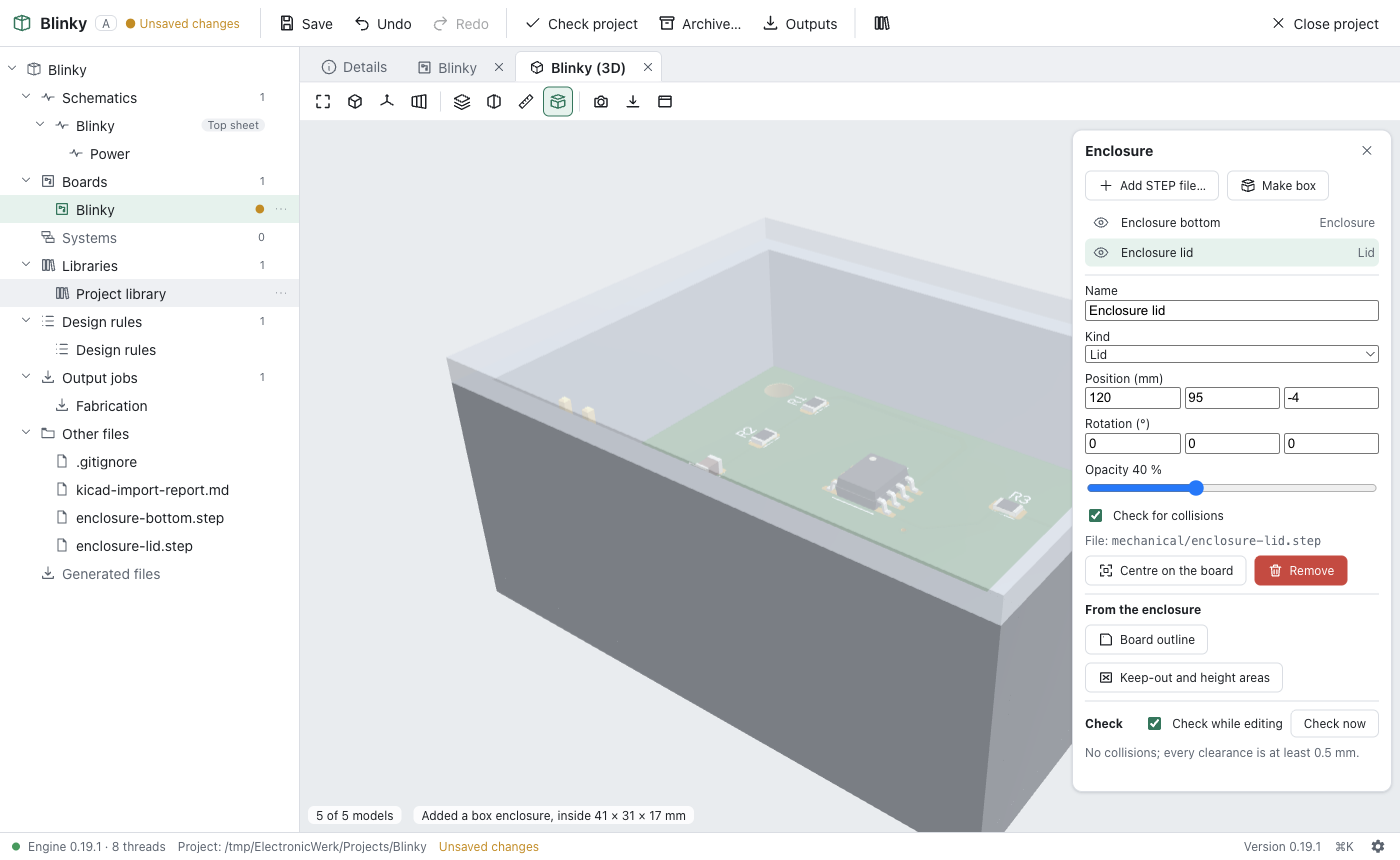 Blinky A Unsaved changes Save Undo Redo Check project Archive... Outputs Close project
Blinky
Schematics 1
Blinky Top sheet
Power
Boards 1
Blinky
Systems 0
Libraries 1
Project library
Design rules 1
Design rules
Output jobs 1
Fabrication
Other files
.gitignore
kicad-import-report.md
enclosure-bottom.step
enclosure-lid.step
Generated files
Details Blinky Blinky (3D)
R1
R2
R3
5 of 5 models Added a box enclosure, inside 41 × 31 × 17 mm
Enclosure
Add STEP file... Make box
Enclosure bottom Enclosure
Enclosure lid Lid
Name
Enclosure lid
Kind
Lid
Position (mm)
120 95 -4
Rotation (°)
0 0 0
Opacity 40 %
Check for collisions
File: mechanical/enclosure-lid.step
Centre on the board Remove
From the enclosure
Board outline
Keep-out and height areas
Check Check while editing Check now
No collisions; every clearance is at least 0.5 mm.
Engine 0.19.1 · 8 threads Project: /tmp/ElectronicWerk/Projects/Blinky Unsaved changes Version 0.19.1 ⌘K